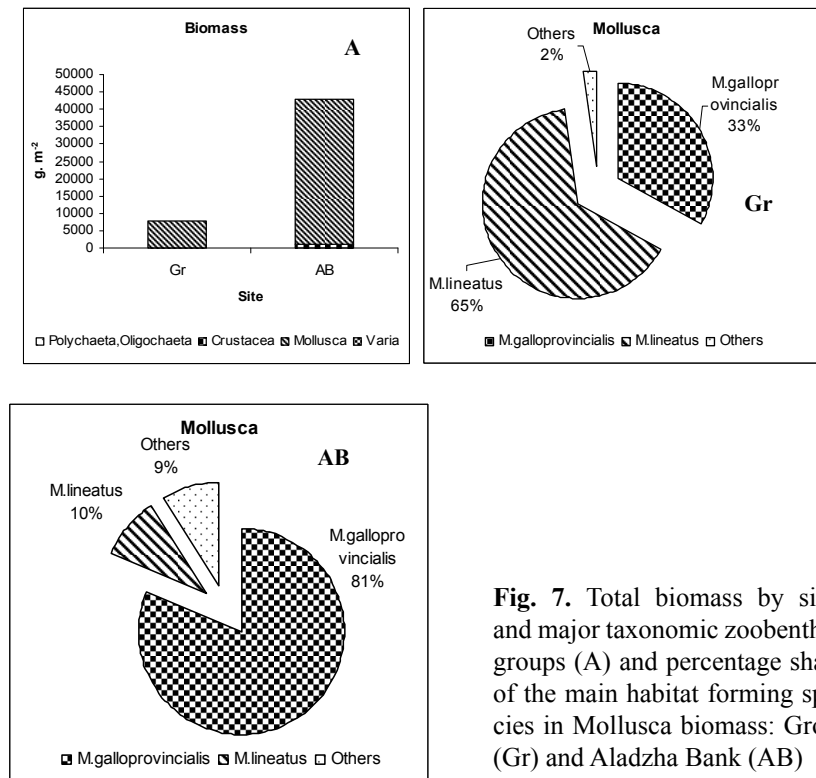 Biomass
A
50000
45000
40000
35000
30000
25000
20000
15000
10000
5000
0
g. m⁻²
Gr
AB
Site
Polychaeta,Oligochaeta Crustacea Mollusca Varia
Mollusca
Others
2%
M.gallopr
ovincialis
33%
Gr
M.lineatus
65%
M.galloprovincialis M.lineatus Others
Mollusca
AB
Others
9%
M.lineatus
10%
M.gallopro
vincialis
81%
M.galloprovincialis M.lineatus Others
Fig. 7. Total biomass by si
and major taxonomic zoobenth
groups (A) and percentage sha
of the main habitat forming sp
cies in Mollusca biomass: Gro
(Gr) and Aladzha Bank (AB)